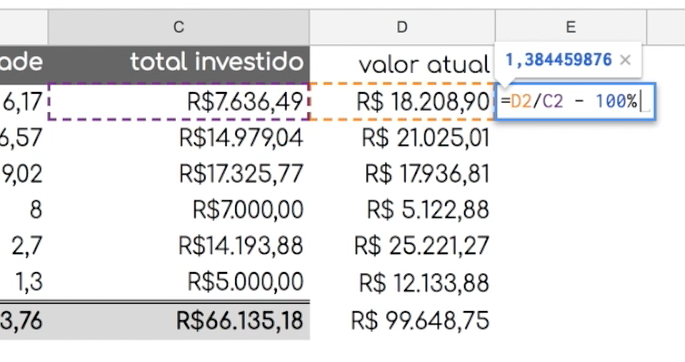 C D E
ade total investido valor atual 1,384459876 ×
6,17 R$7.636,49 R$ 18.208,90 =D2/C2 - 100%
6,57 R$14.979,04 R$ 21.025,01
9,02 R$17.325,77 R$ 17.936,81
8 R$7.000,00 R$ 5.122,88
2,7 R$14.193,88 R$ 25.221,27
1,3 R$5.000,00 R$ 12.133,88
3,76 R$66.135,18 R$ 99.648,75